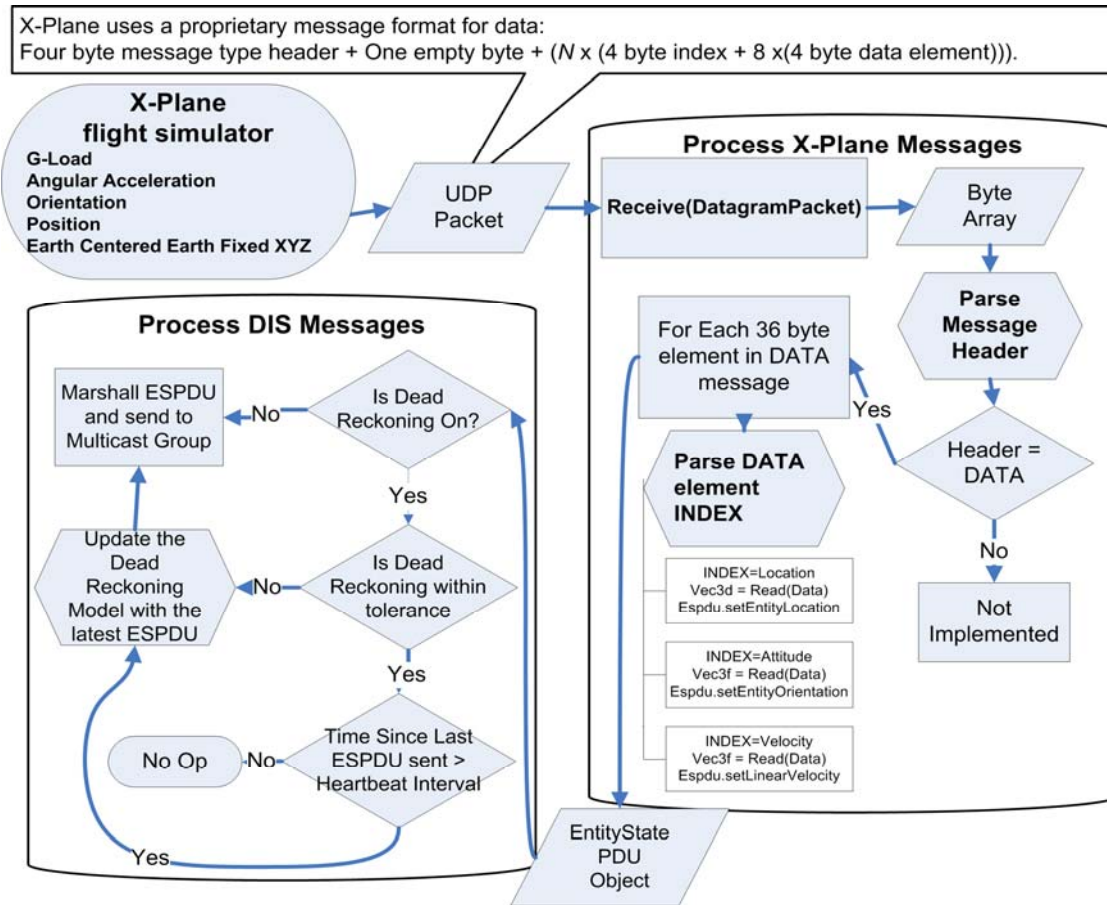 X-Plane uses a proprietary message format for data:
Four byte message type header + One empty byte + (N x (4 byte index + 8 x(4 byte data element))).
X-Plane
flight simulator
G-Load
Angular Acceleration
Orientation
Position
Earth Centered Earth Fixed XYZ
UDP
Packet
Process X-Plane Messages
Receive(DatagramPacket)
Byte
Array
Parse
Message
Header
Header =
DATA
Yes
No
Not
Implemented
For Each 36 byte
element in DATA
message
Parse DATA
element
INDEX
INDEX=Location
Vec3d = Read(Data)
Espdu.setEntityLocation
INDEX=Attitude
Vec3f = Read(Data)
Espdu.setEntityOrientation
INDEX=Velocity
Vec3f = Read(Data)
Espdu.setLinearVelocity
EntityState
PDU
Object
Process DIS Messages
Is Dead
Reckoning On?
No
Marshall ESPDU
and send to
Multicast Group
Yes
Is Dead
Reckoning within
tolerance
No
Update the
Dead
Reckoning
Model with the
latest ESPDU
Yes
Time Since Last
ESPDU sent >
Heartbeat Interval
No
No Op
Yes